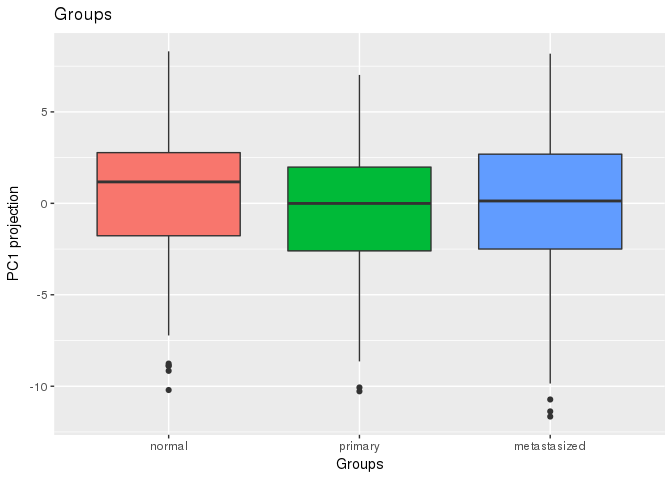 Groups
PC1 projection
5
0
-5
-10
normal primary metastasized
Groups